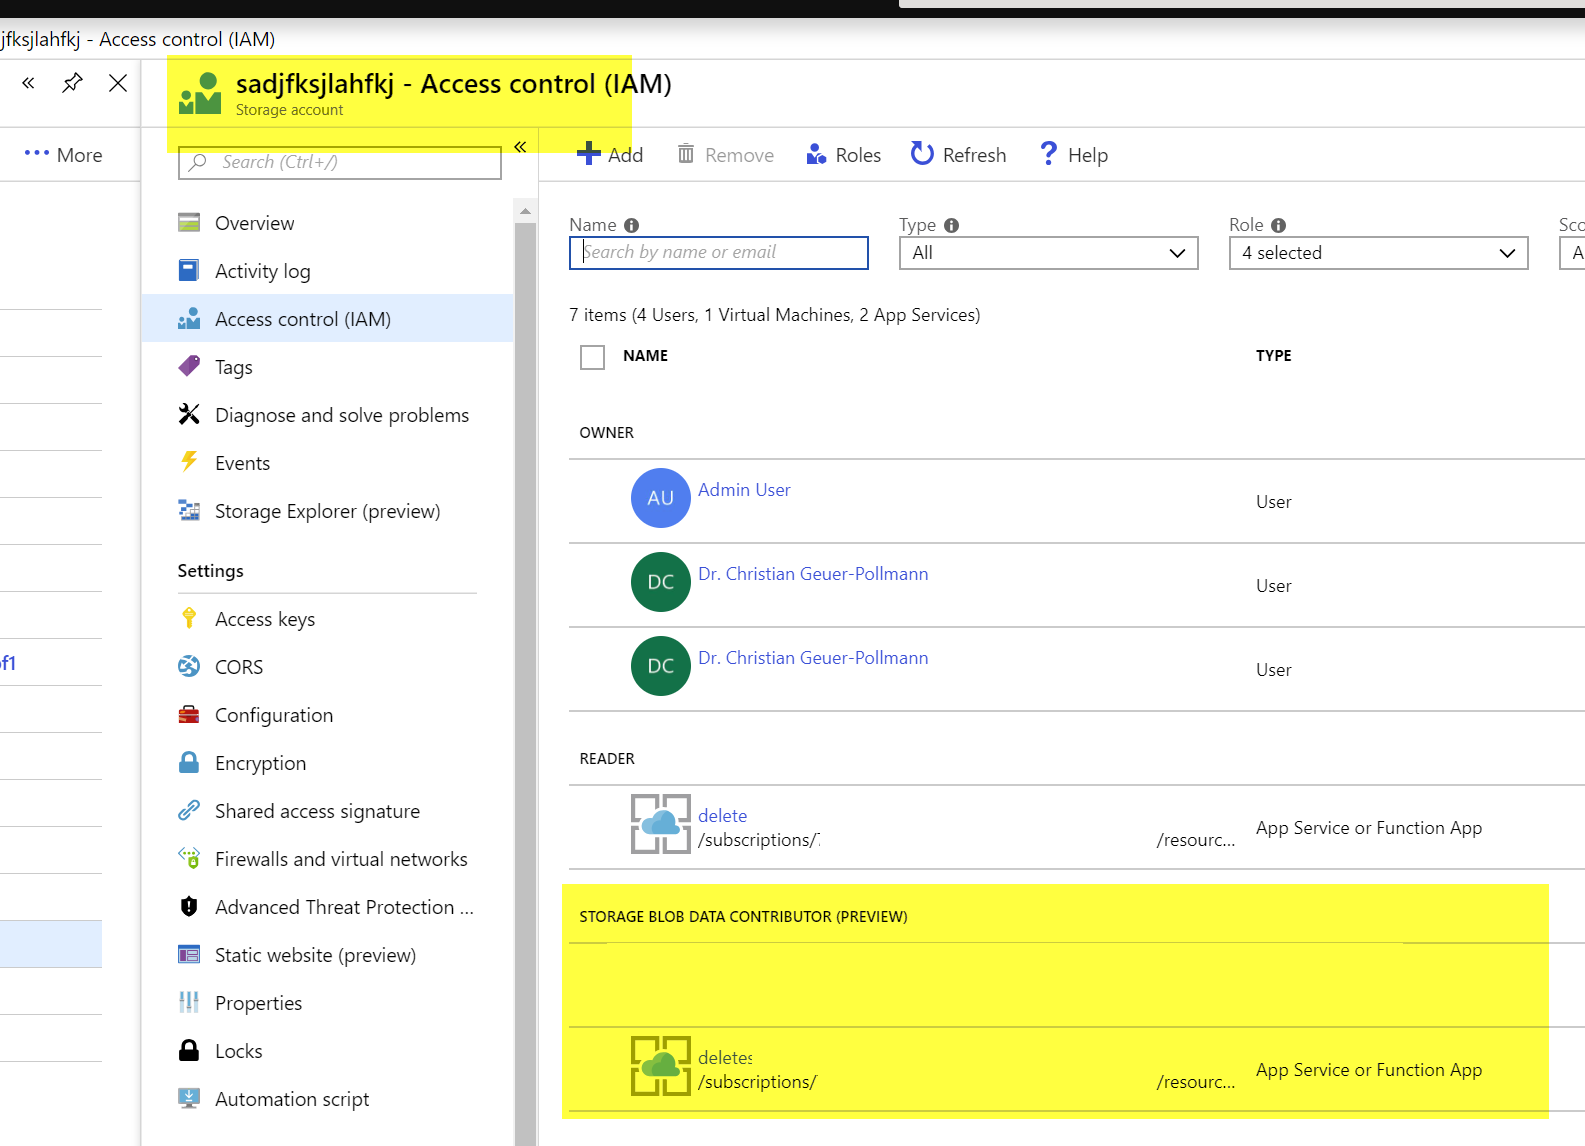 jfksjlahfkj - Access control (IAM)
sadjfksjlahfkj - Access control (IAM)
Storage account
More
Search (Ctrl+/)
Add
Remove
Roles
Refresh
Help
Overview
Activity log
Access control (IAM)
Tags
Diagnose and solve problems
Events
Storage Explorer (preview)
Settings
Access keys
CORS
Configuration
Encryption
Shared access signature
Firewalls and virtual networks
Advanced Threat Protection ...
Static website (preview)
Properties
Locks
Automation script
f1
Name
Type
Role
Sco
Search by name or email
All
4 selected
A
7 items (4 Users, 1 Virtual Machines, 2 App Services)
NAME TYPE
OWNER
AU Admin User User
DC Dr. Christian Geuer-Pollmann User
DC Dr. Christian Geuer-Pollmann User
READER
delete
/subscriptions/ /resourc... App Service or Function App
STORAGE BLOB DATA CONTRIBUTOR (PREVIEW)
deletes
/subscriptions/ /resourc... App Service or Function App